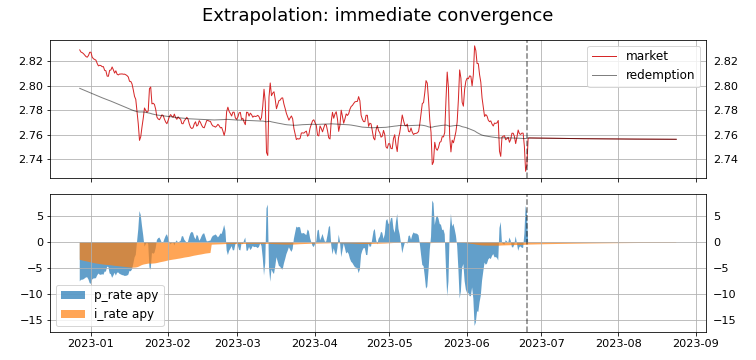 Extrapolation: immediate convergence
2.82 2.82
2.80 2.80
2.78 2.78
2.76 2.76
2.74 2.74
market
redemption
5 5
0 0
−5 −5
−10 −10
−15 −15
p_rate apy
i_rate apy
2023-01 2023-02 2023-03 2023-04 2023-05 2023-06 2023-07 2023-08 2023-09